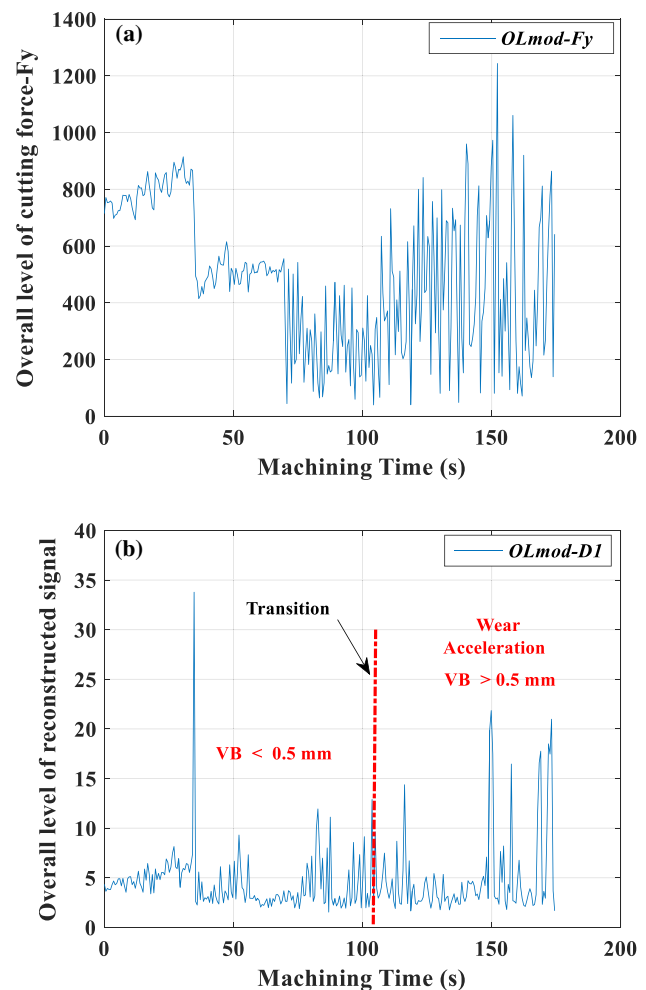 (a)
OLmod-Fy
Overall level of cutting force-Fy
1400
1200
1000
800
600
400
200
0
0 50 100 150 200
Machining Time (s)
(b)
OLmod-D1
Overall level of reconstructed signal
40
35
30
25
20
15
10
5
0
Transition
Wear
Acceleration
VB > 0.5 mm
VB < 0.5 mm
0 50 100 150 200
Machining Time (s)